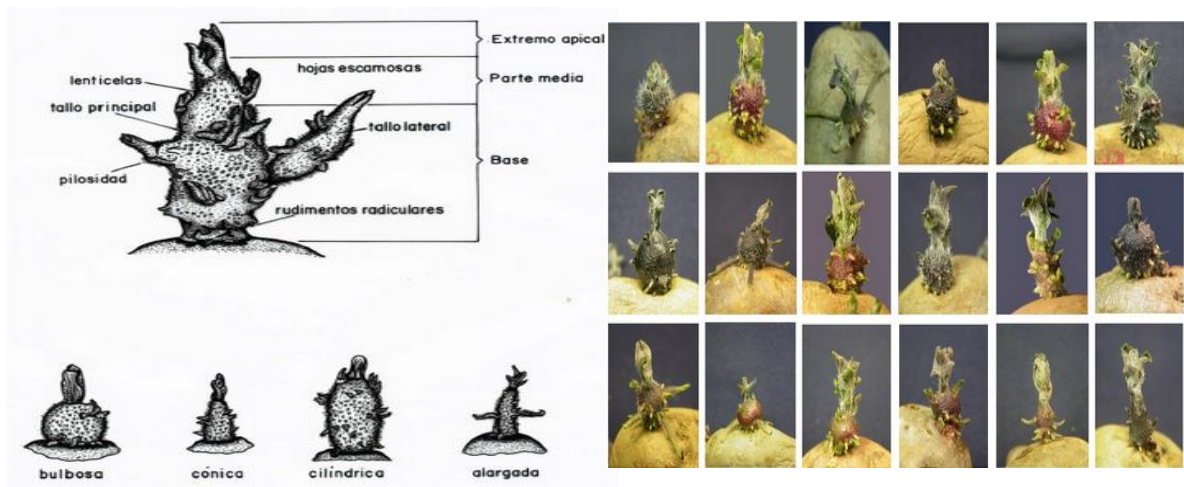 Extremo apical
hojas escamosas
Parte media
lenticelas
tallo principal
tallo lateral
Base
pilosidad
rudimentos radiculares
bulbosa
cónica
cilíndrica
alargada